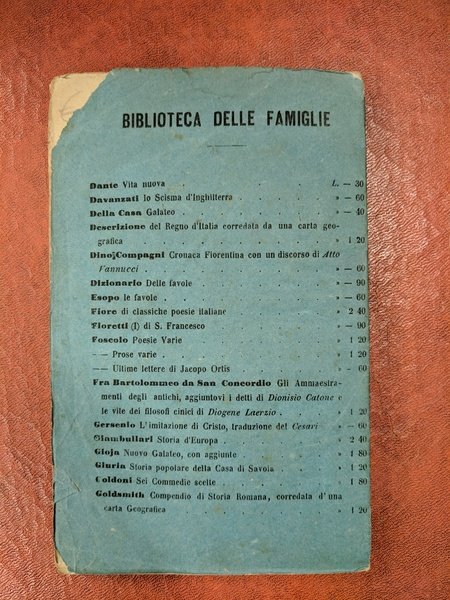 BIBLIOTECA DELLE FAMIGLIE
Dante Vita nuova . . . . . L. — 30
Davanzati lo Scisma d'Inghilterra . . . . » — 60
Della Casa Galateo . . . . . » — 40
Descrizione del Regno d'Italia corredata da una carta geo-
grafica . . . . . . » 1 20
Dino Compagni Cronaca Fiorentina con un discorso di Atto
Vannucci . . . . . . » — 60
Dizionario Delle favole . . . . . » — 90
Esopo le favole . . . . . . » — 60
Fiore di classiche poesie italiane . . . . » 2 40
Fioretti (I) di S. Francesco . . . . » — 90
Foscolo Poesie Varie . . . . . » 1 20
—— Prose varie . . . . . » 1 20
—— Ultime lettere di Jacopo Ortis . . . » - 60
Fra Bartolommeo da San Concordio Gli Ammaestra-
menti degli antichi, aggiuntovi i detti di Dionisio Catone e
le vite dei filosofi cinici di Diogene Laerzio . . » 1 20
Gersenio L'imitazione di Cristo, traduzione del Cesari » — 60
Giambullari Storia d'Europa . . . . » 2 40
Gioja Nuovo Galateo, con aggiunte . . . » 1 80
Giuria Storia popolare della Casa di Savoia . . » 1 20
Goldoni Sei Commedie scelte . . . . » 1 80
Goldsmith Compendio di Storia Romana, corredata d'una
carta Geografica . . . . . » 1 20